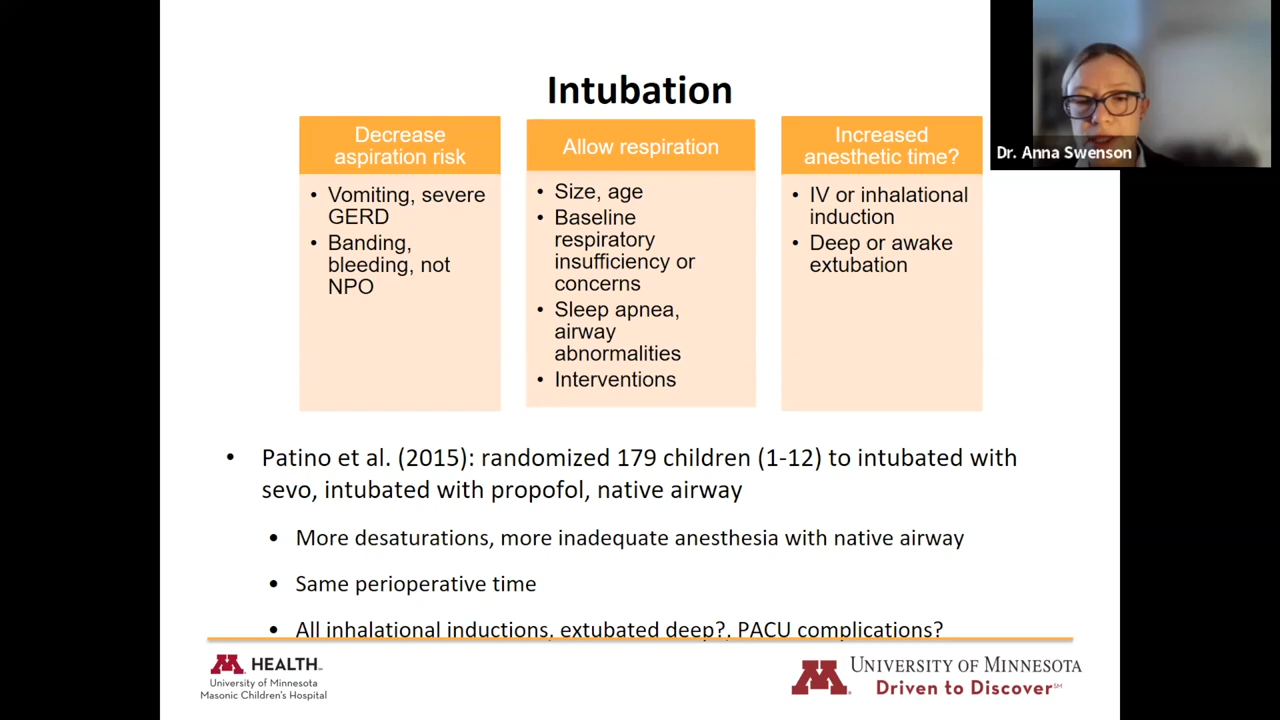 Intubation
Decrease
aspiration risk
• Vomiting, severe
GERD
• Banding,
bleeding, not
NPO
Allow respiration
• Size, age
• Baseline
respiratory
insufficiency or
concerns
• Sleep apnea,
airway
abnormalities
• Interventions
Increased
anesthetic time?
• IV or inhalational
induction
• Deep or awake
extubation
Dr. Anna Swenson
• Patino et al. (2015): randomized 179 children (1-12) to intubated with
sevo, intubated with propofol, native airway
• More desaturations, more inadequate anesthesia with native airway
• Same perioperative time
• All inhalational inductions, extubated deep?, PACU complications?
M HEALTH
University of Minnesota
Masonic Children's Hospital
M UNIVERSITY OF MINNESOTA
Driven to Discover℠